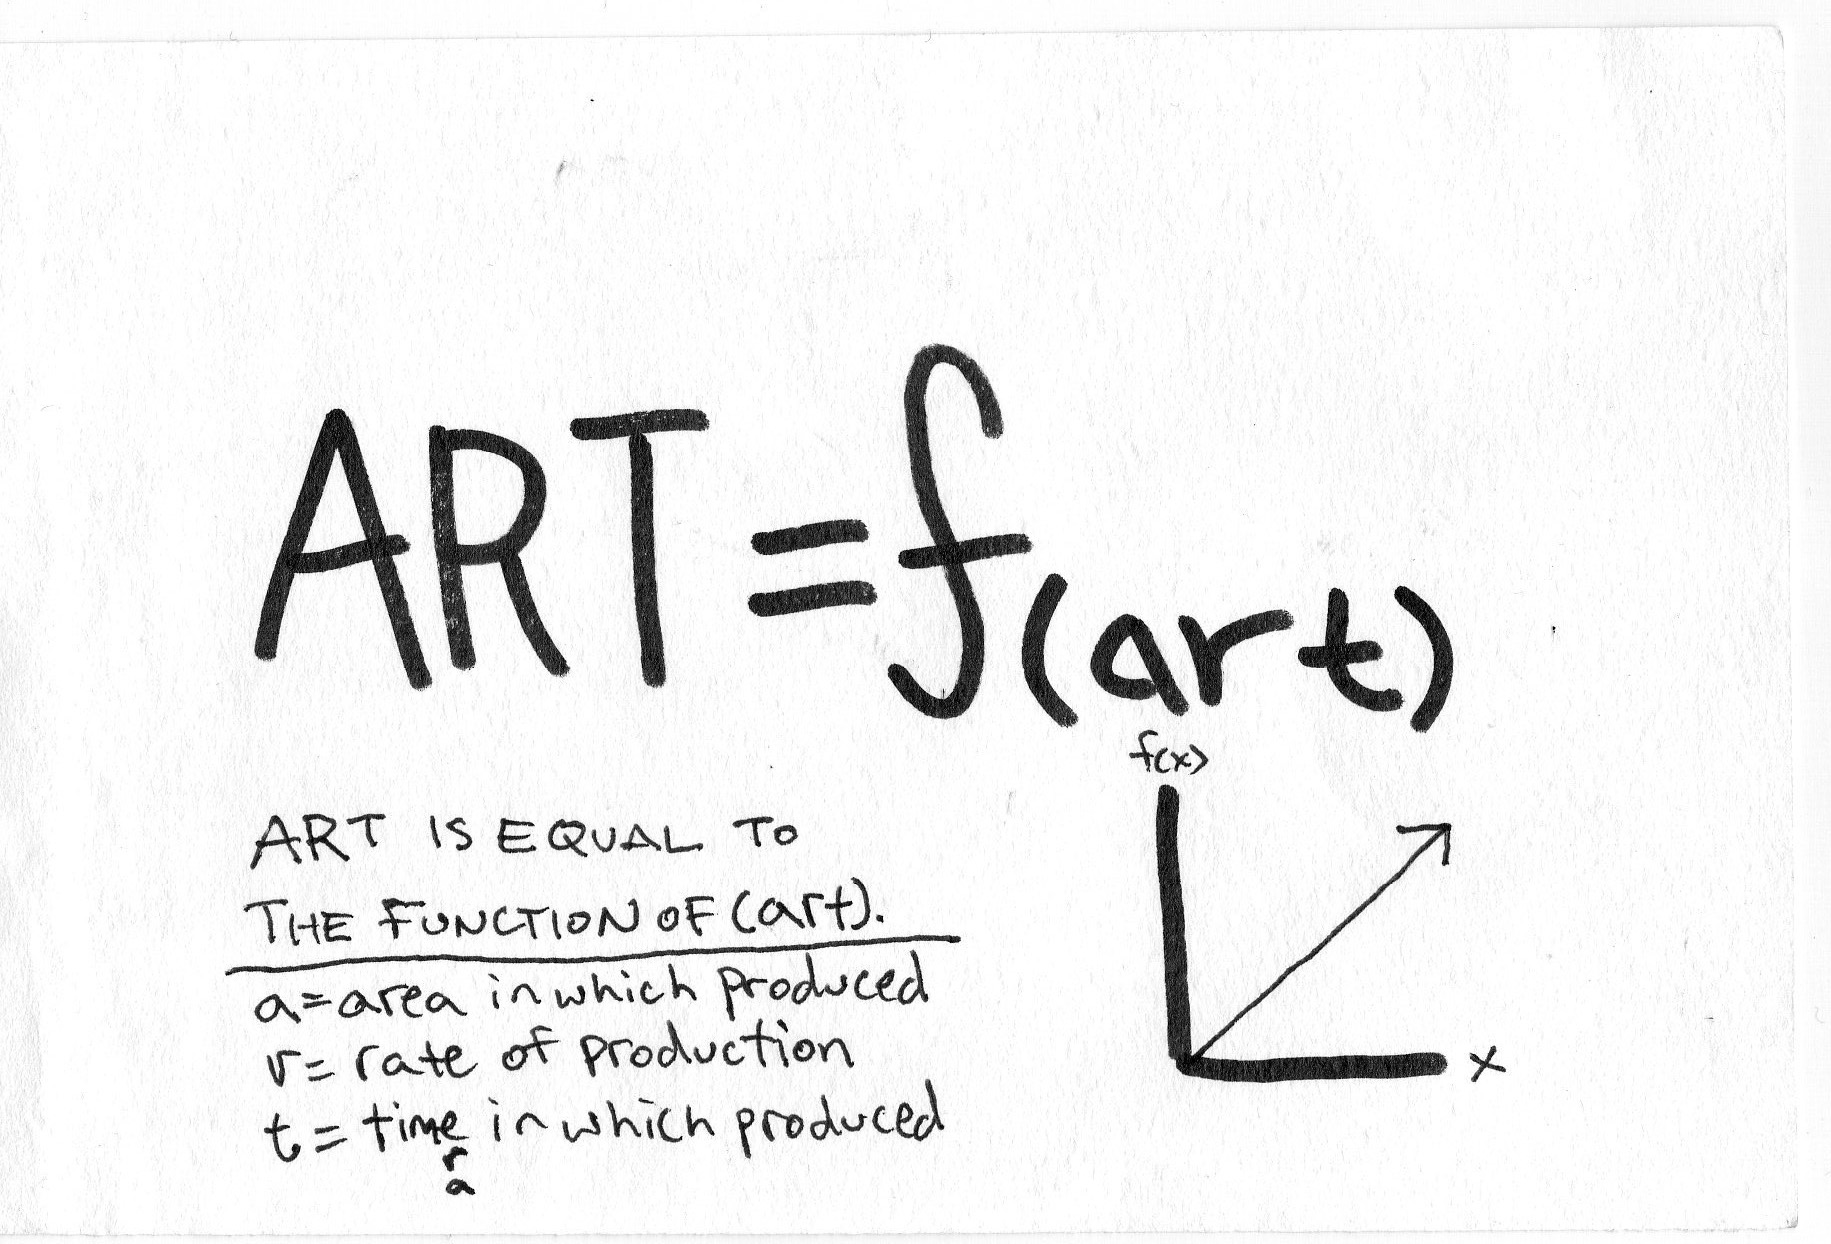 ART = f(art)
ART IS EQUAL TO
THE FUNCTION OF (art).
a = area in which produced
r = rate of production
t = time in which produced
r
a
f(x)
x